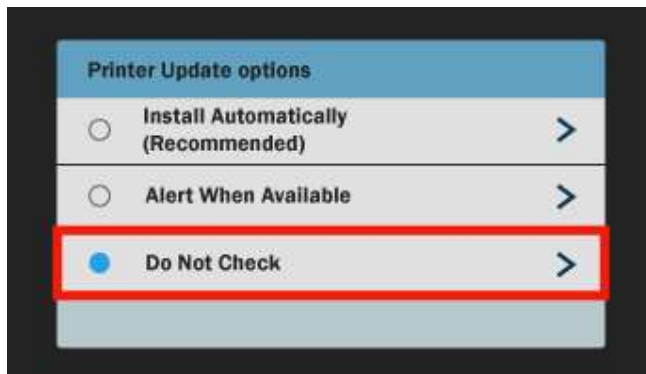 Printer Update options
Install Automatically
(Recommended)
Alert When Available
Do Not Check